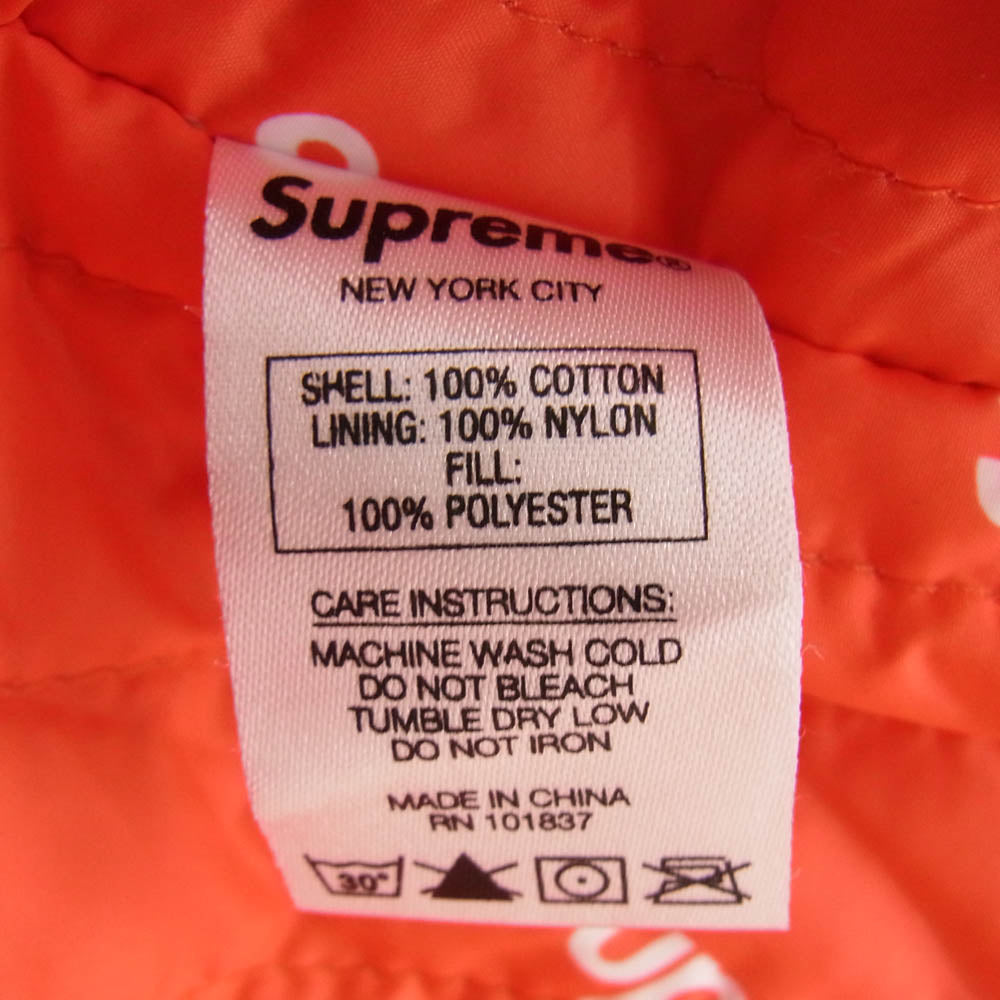 Supreme®
NEW YORK CITY
SHELL: 100% COTTON
LINING: 100% NYLON
FILL:
100% POLYESTER
CARE INSTRUCTIONS:
MACHINE WASH COLD
DO NOT BLEACH
TUMBLE DRY LOW
DO NOT IRON
MADE IN CHINA
RN 101837
30°
up